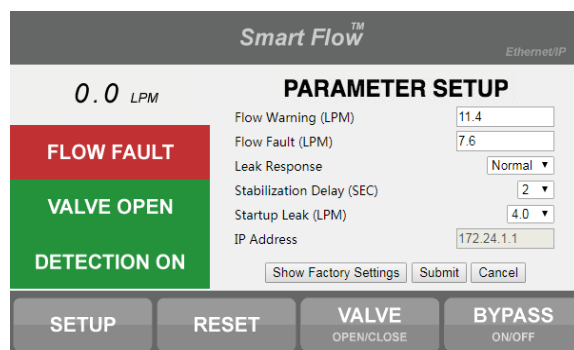 Smart Flow™
Ethernet/IP
0.0 LPM
FLOW FAULT
VALVE OPEN
DETECTION ON
PARAMETER SETUP
Flow Warning (LPM) 11.4
Flow Fault (LPM) 7.6
Leak Response Normal ▼
Stabilization Delay (SEC) 2 ▼
Startup Leak (LPM) 4.0 ▼
IP Address 172.24.1.1
Show Factory Settings Submit Cancel
SETUP RESET VALVE BYPASS
OPEN/CLOSE ON/OFF